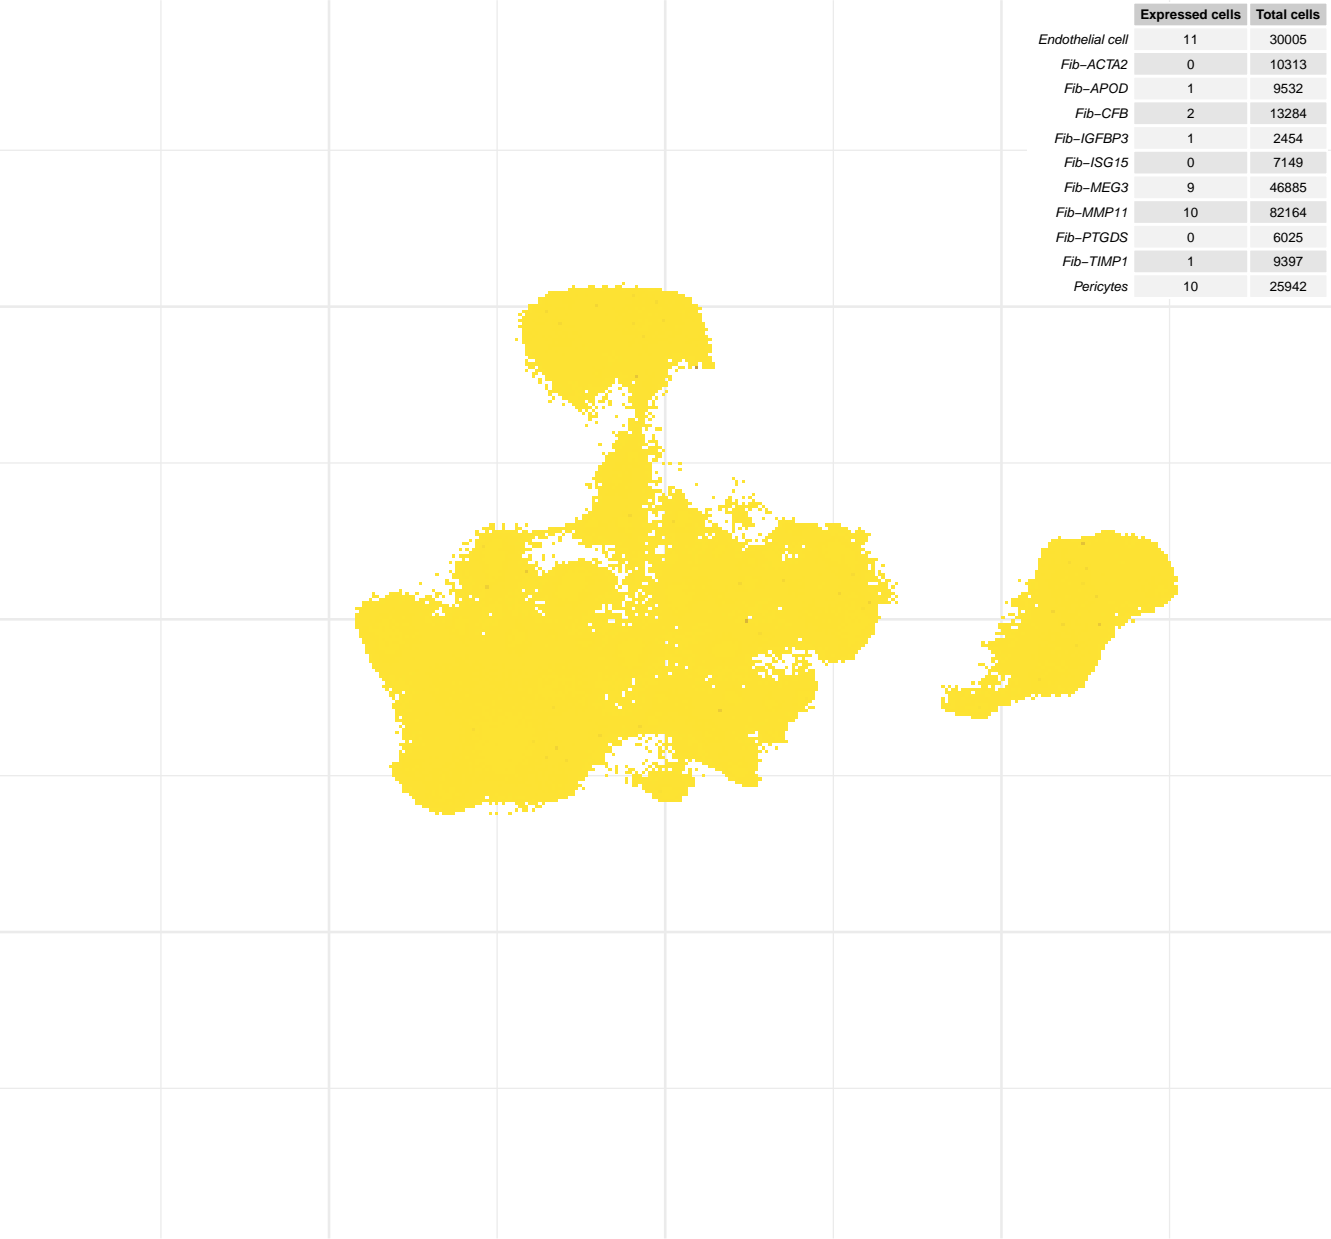 Expressed cells Total cells
Endothelial cell 11 30005
Fib−ACTA2 0 10313
Fib−APOD 1 9532
Fib−CFB 2 13284
Fib−IGFBP3 1 2454
Fib−ISG15 0 7149
Fib−MEG3 9 46885
Fib−MMP11 10 82164
Fib−PTGDS 0 6025
Fib−TIMP1 1 9397
Pericytes 10 25942